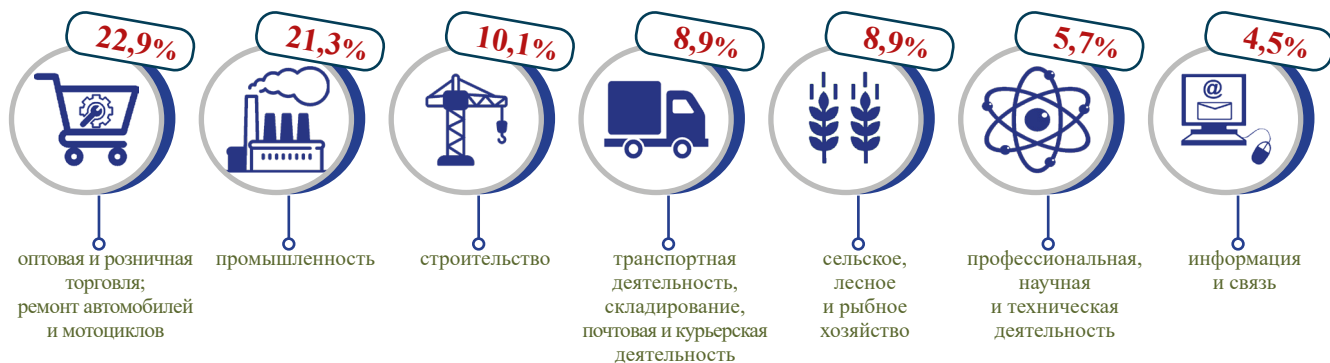 22,9%
21,3%
10,1%
8,9%
8,9%
5,7%
4,5%
@
оптовая и розничная
торговля;
ремонт автомобилей
и мотоциклов
промышленность
строительство
транспортная
деятельность,
складирование,
почтовая и курьерская
деятельность
сельское,
лесное
и рыбное
хозяйство
профессиональная,
научная
и техническая
деятельность
информация
и связь